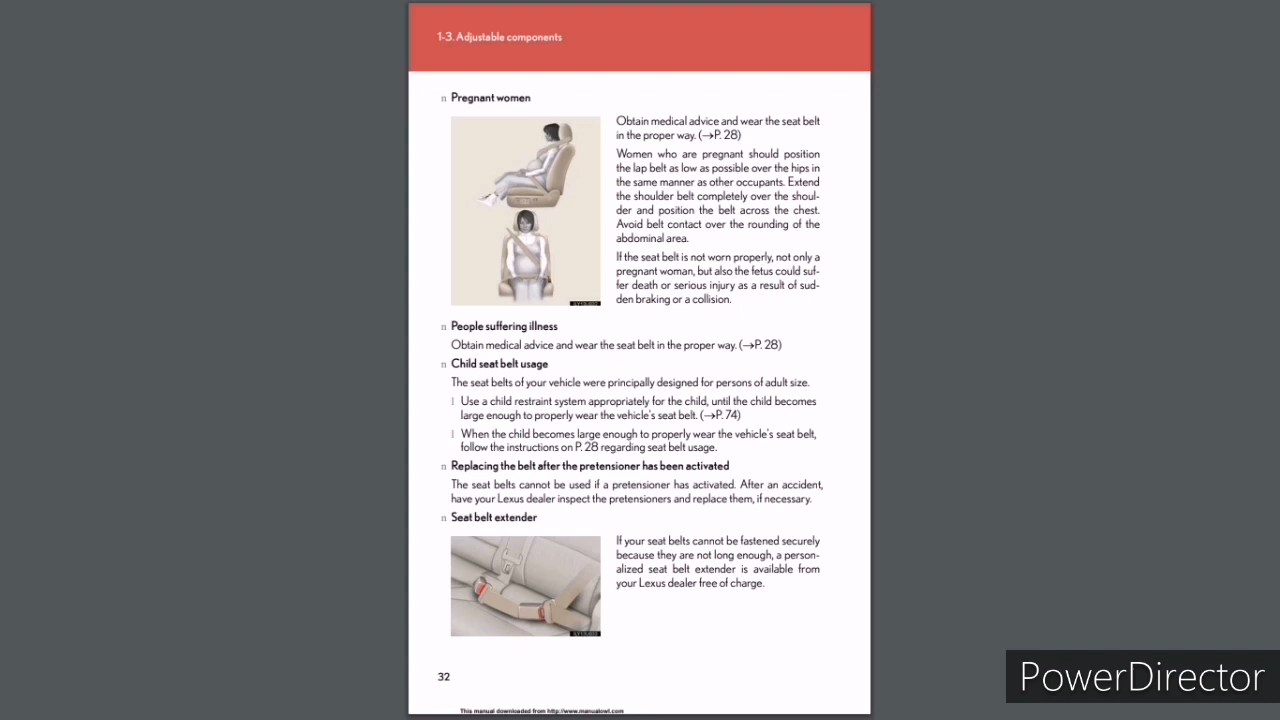 1-3. Adjustable components
n Pregnant women
Obtain medical advice and wear the seat belt
in the proper way. (→P. 28)
Women who are pregnant should position
the lap belt as low as possible over the hips in
the same manner as other occupants. Extend
the shoulder belt completely over the shoul-
der and position the belt across the chest.
Avoid belt contact over the rounding of the
abdominal area.
If the seat belt is not worn properly, not only a
pregnant woman, but also the fetus could suf-
fer death or serious injury as a result of sud-
den braking or a collision.
n People suffering illness
Obtain medical advice and wear the seat belt in the proper way. (→P. 28)
n Child seat belt usage
The seat belts of your vehicle were principally designed for persons of adult size.
l Use a child restraint system appropriately for the child, until the child becomes
large enough to properly wear the vehicle's seat belt. (→P. 74)
l When the child becomes large enough to properly wear the vehicle's seat belt,
follow the instructions on P. 28 regarding seat belt usage.
n Replacing the belt after the pretensioner has been activated
The seat belts cannot be used if a pretensioner has activated. After an accident,
have your Lexus dealer inspect the pretensioners and replace them, if necessary.
n Seat belt extender
If your seat belts cannot be fastened securely
because they are not long enough, a person-
alized seat belt extender is available from
your Lexus dealer free of charge.
32
This manual downloaded from http://www.manualowl.com
PowerDirector